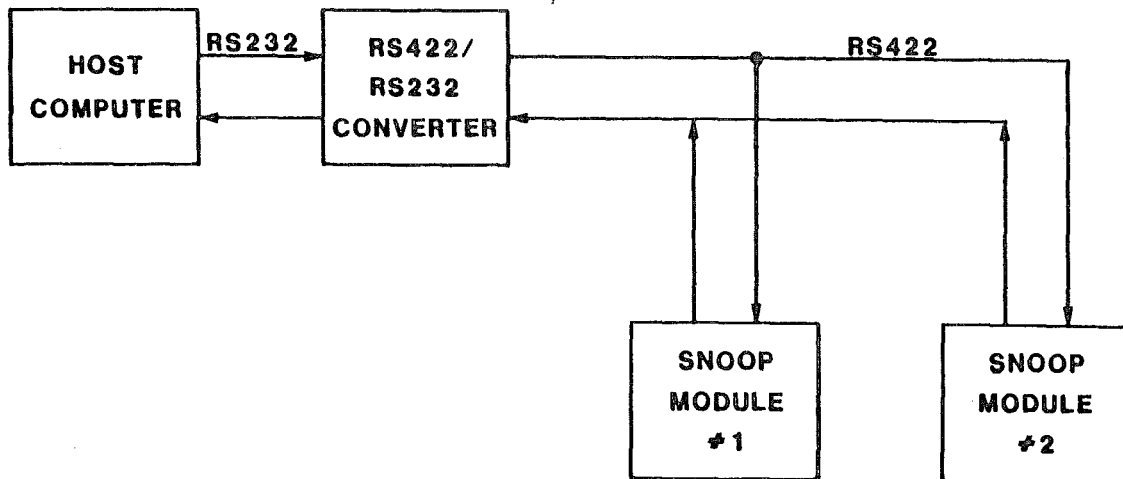 HOST
COMPUTER
RS232
RS422/
RS232
CONVERTER
RS422
SNOOP
MODULE
#1
SNOOP
MODULE
#2